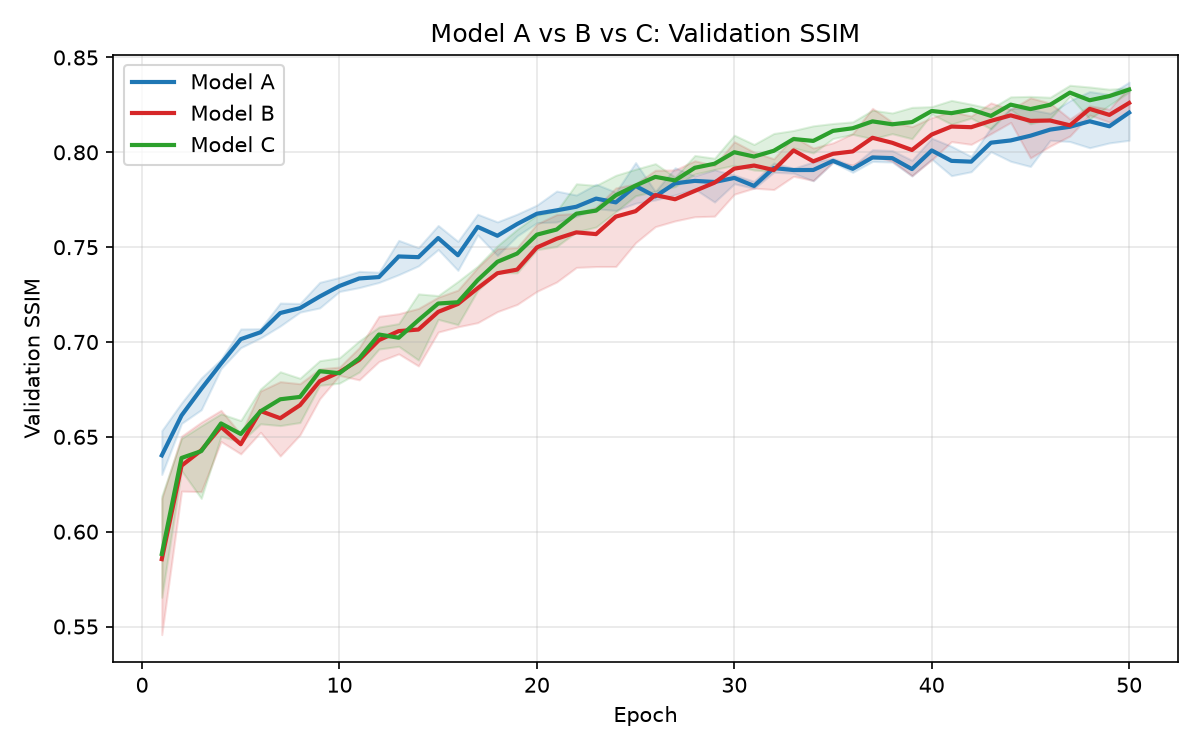 Model A vs B vs C: Validation SSIM
Model A
Model B
Model C
Validation SSIM
0.85
0.80
0.75
0.70
0.65
0.60
0.55
0 10 20 30 40 50
Epoch